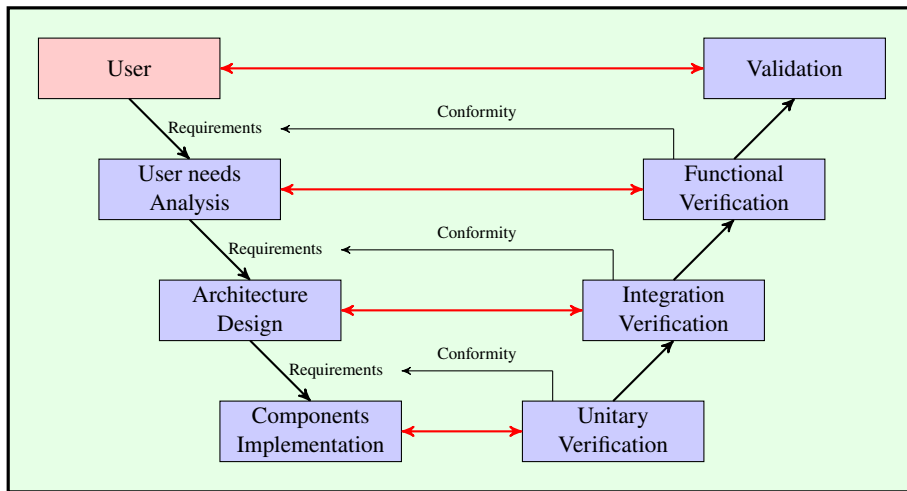 User
Validation
Requirements
Conformity
User needs
Analysis
Functional
Verification
Requirements
Conformity
Architecture
Design
Integration
Verification
Requirements
Conformity
Components
Implementation
Unitary
Verification